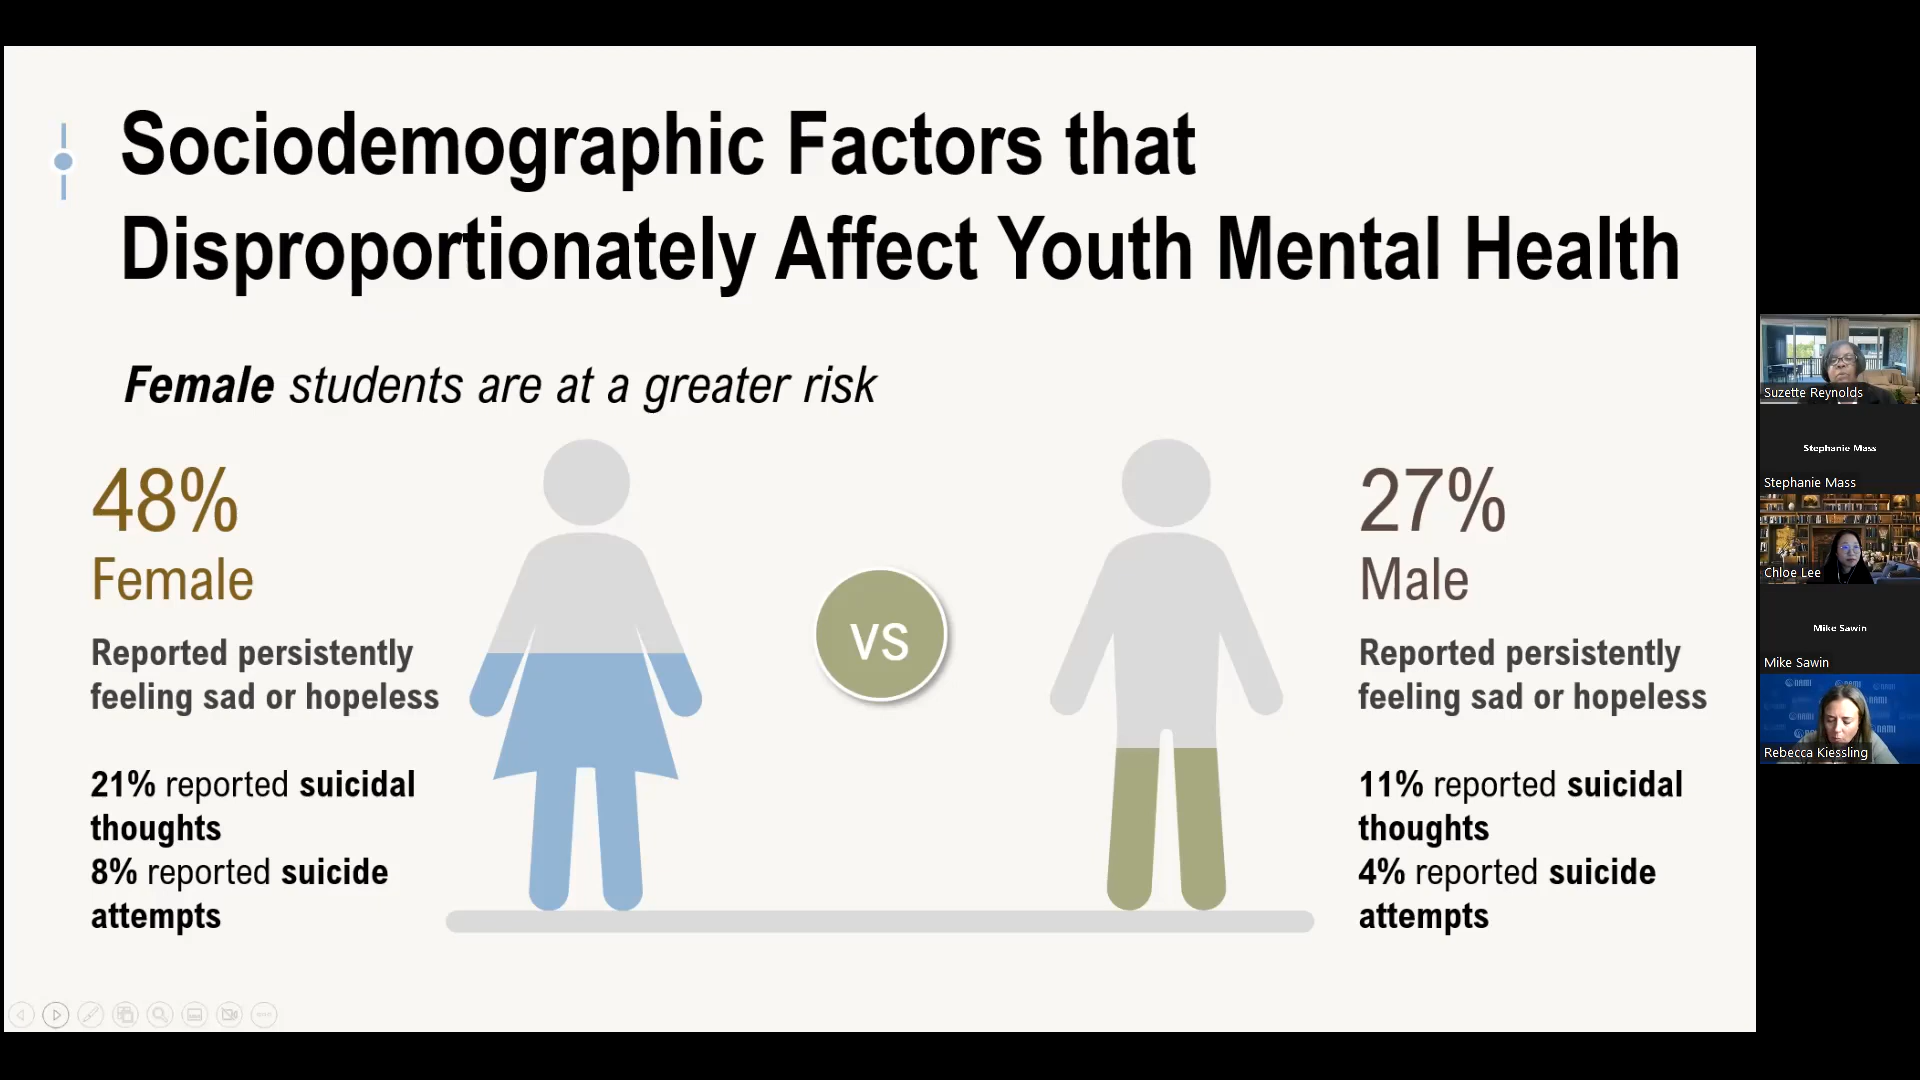 Sociodemographic Factors that
Disproportionately Affect Youth Mental Health
Female students are at a greater risk
48%
Female
Reported persistently
feeling sad or hopeless
21% reported suicidal
thoughts
8% reported suicide
attempts
VS
27%
Male
Reported persistently
feeling sad or hopeless
11% reported suicidal
thoughts
4% reported suicide
attempts
Suzette Reynolds
Stephanie Mass
Stephanie Mass
Chloe Lee
Mike Sawin
Mike Sawin
NAMI
NAMI
NAMI
Rebecca Kiessling